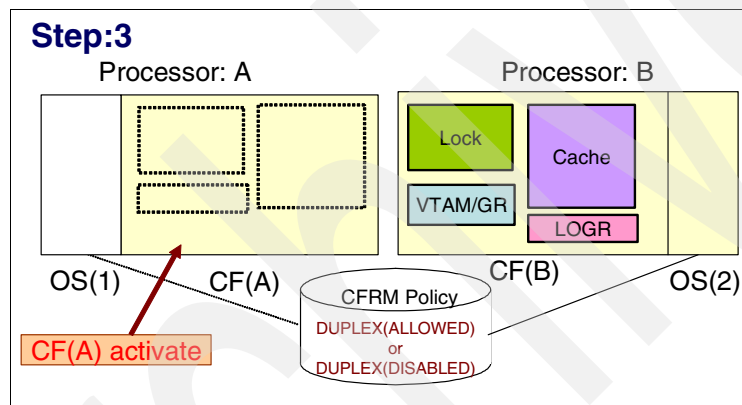 Step:3
Processor: A
Processor: B
Lock
Cache
VTAM/GR
LOGR
OS(1)
CF(A)
CF(B)
OS(2)
CFRM Policy
DUPLEX(ALLOWED)
or
DUPLEX(DISABLED)
CF(A) activate